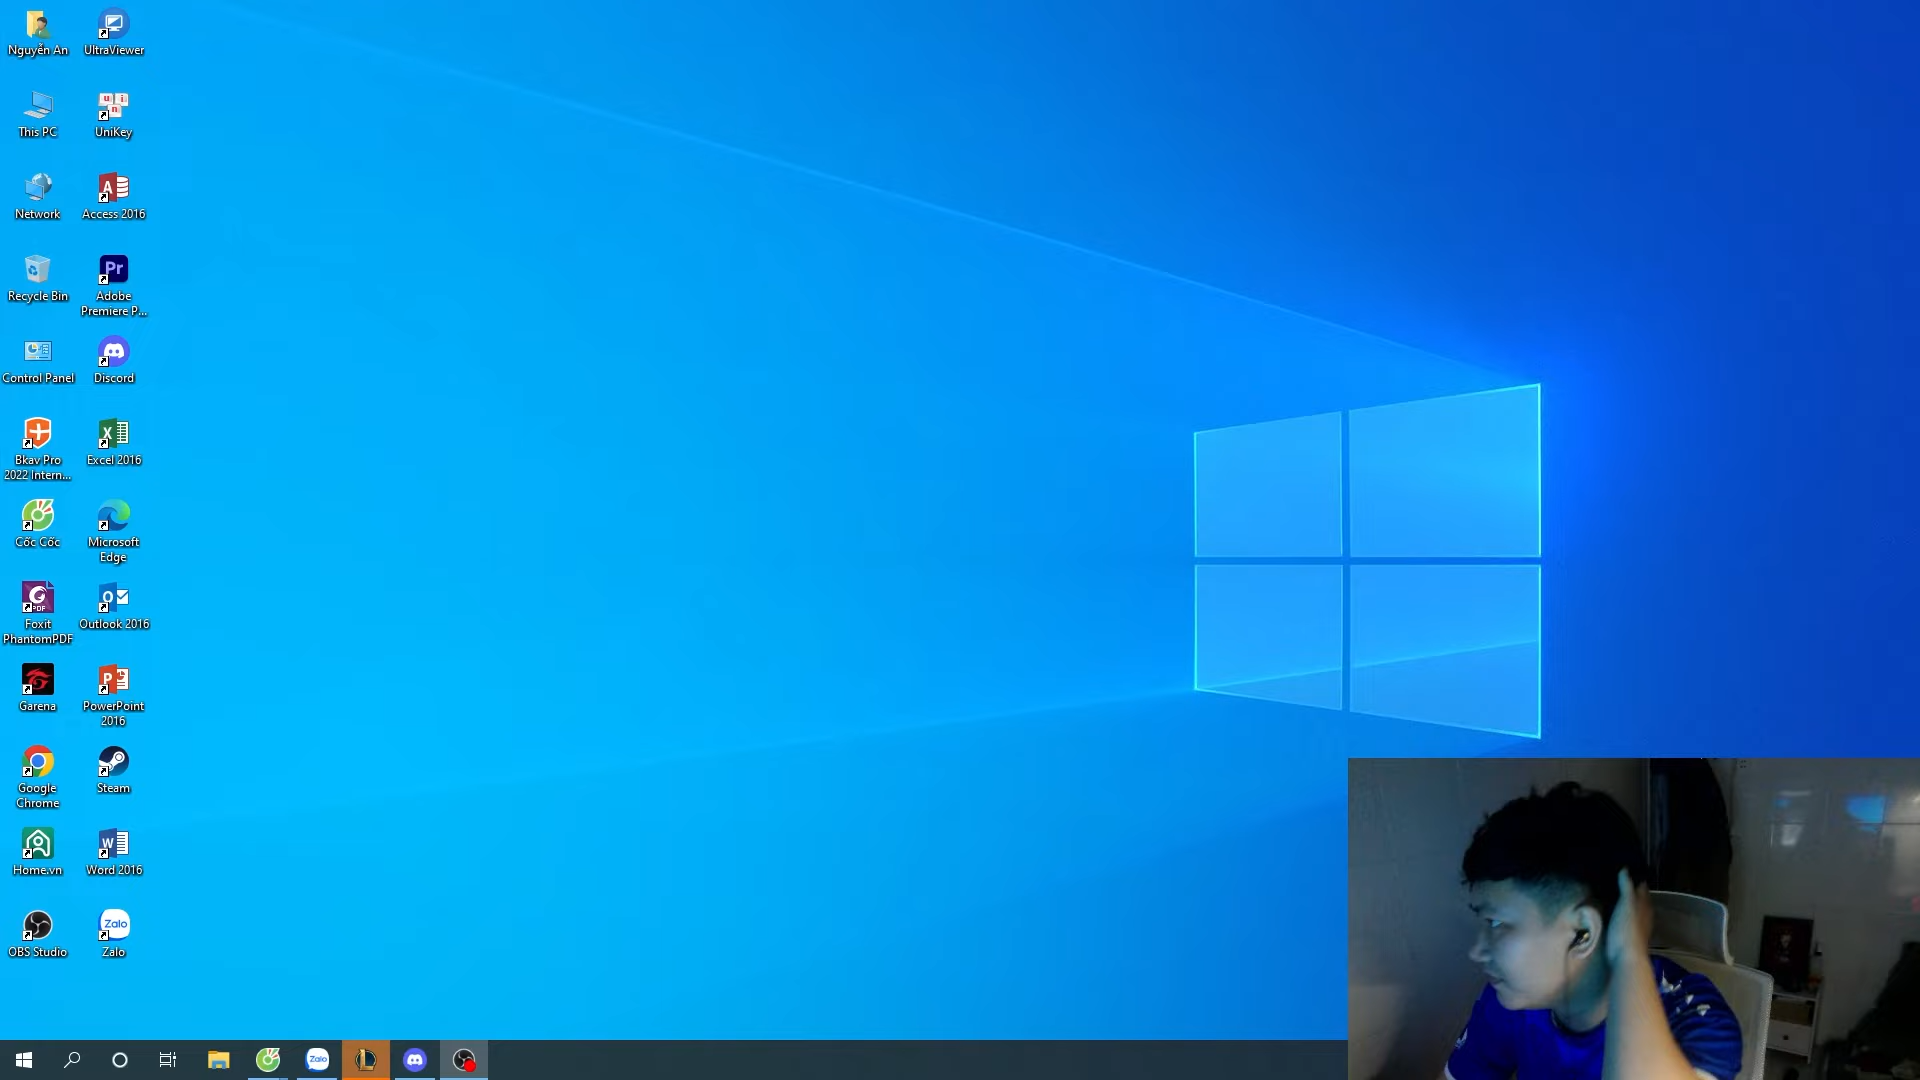 Nguyễn An
UltraViewer
This PC
UniKey
Network
Access 2016
Recycle Bin
Adobe
Premiere P...
Control Panel
Discord
Bkav Pro
2022 Intern...
Excel 2016
Cốc Cốc
Microsoft
Edge
Foxit
PhantomPDF
Outlook 2016
Garena
PowerPoint
2016
Google
Chrome
Steam
Home.vn
Word 2016
OBS Studio
Zalo